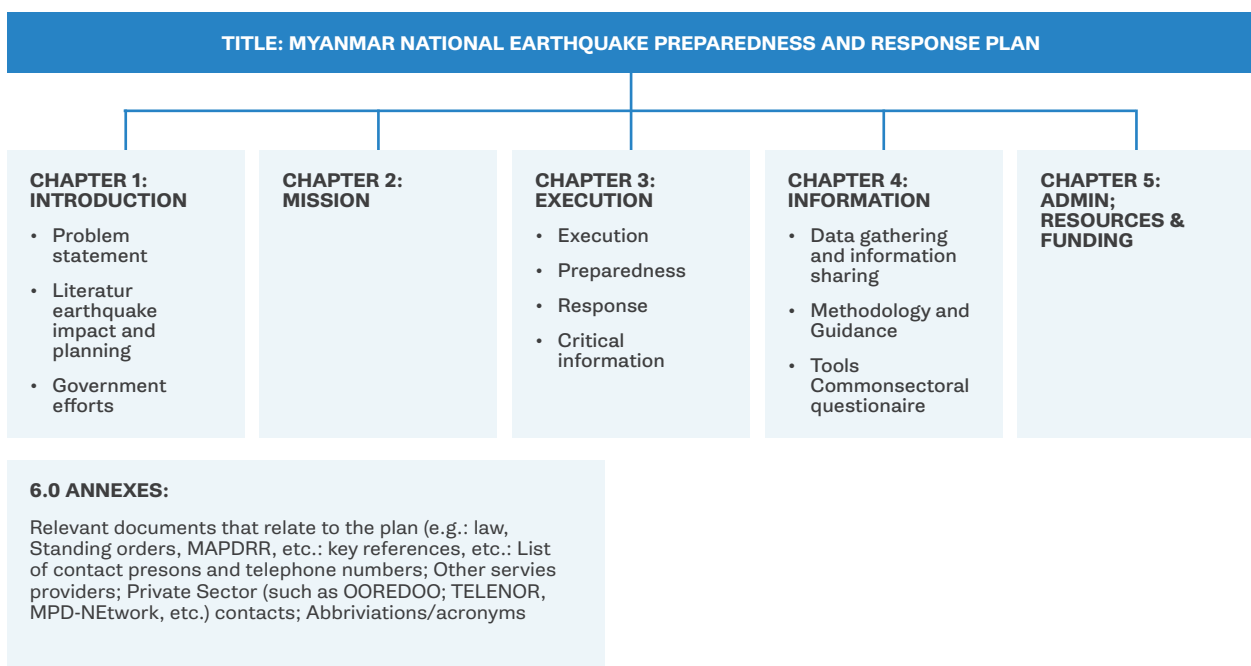 TITLE: MYANMAR NATIONAL EARTHQUAKE PREPAREDNESS AND RESPONSE PLAN
CHAPTER 1:
INTRODUCTION
• Problem
statement
• Literatur
earthquake
impact and
planning
• Government
efforts
CHAPTER 2:
MISSION
CHAPTER 3:
EXECUTION
• Execution
• Preparedness
• Response
• Critical
information
CHAPTER 4:
INFORMATION
• Data gathering
and information
sharing
• Methodology and
Guidance
• Tools
Commonsectoral
questionaire
CHAPTER 5:
ADMIN;
RESOURCES &
FUNDING
6.0 ANNEXES:
Relevant documents that relate to the plan (e.g.: law,
Standing orders, MAPDRR, etc.: key references, etc.: List
of contact presons and telephone numbers; Other servies
providers; Private Sector (such as OOREDOO; TELENOR,
MPD-NEtwork, etc.) contacts; Abbriviations/acronyms